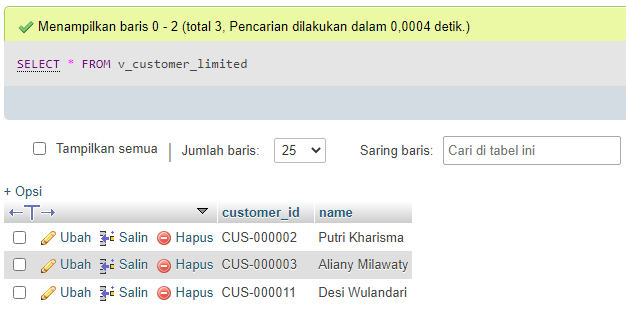 Menampilkan baris 0 - 2 (total 3, Pencarian dilakukan dalam 0,0004 detik.)
SELECT * FROM v_customer_limited
Tampilkan semua | Jumlah baris: 25 Saring baris: Cari di tabel ini
+ Opsi
customer_id name
Ubah Salin Hapus CUS-000002 Putri Kharisma
Ubah Salin Hapus CUS-000003 Aliany Milawaty
Ubah Salin Hapus CUS-000011 Desi Wulandari